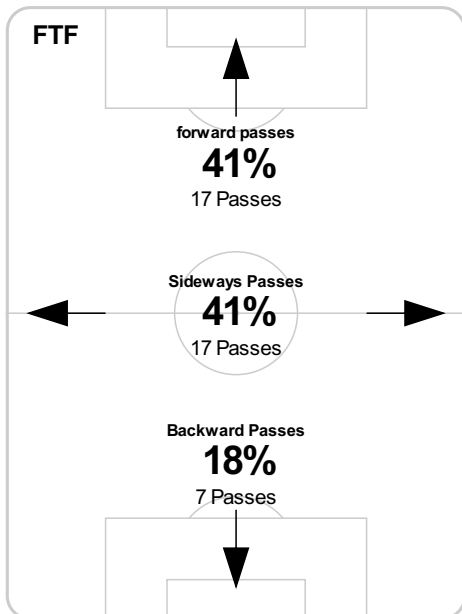 FTF
forward passes
41%
17 Passes
Sideways Passes
41%
17 Passes
Backward Passes
18%
7 Passes